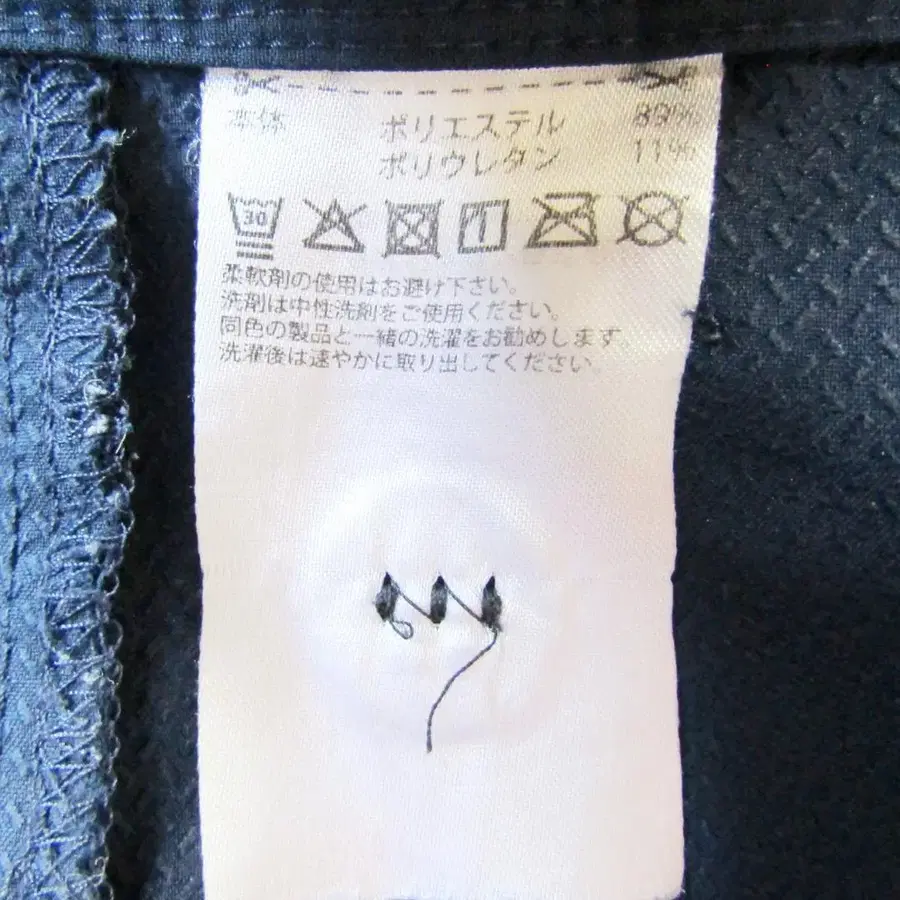 本体 ポリエステル 89%
ポリウレタン 11%
30
柔軟剤の使用はお避け下さい。
洗剤は中性洗剤をご使用ください。
同色の製品と一緒の洗濯をお勧めします
洗濯後は速やかに取り出してください